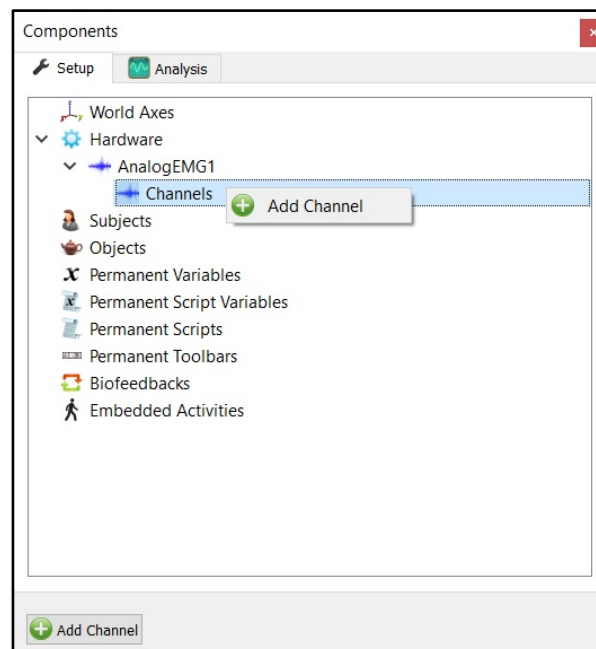 Components
Setup Analysis
World Axes
Hardware
AnalogEMG1
Channels
Add Channel
Subjects
Objects
Permanent Variables
Permanent Script Variables
Permanent Scripts
Permanent Toolbars
Biofeedbacks
Embedded Activities
Add Channel